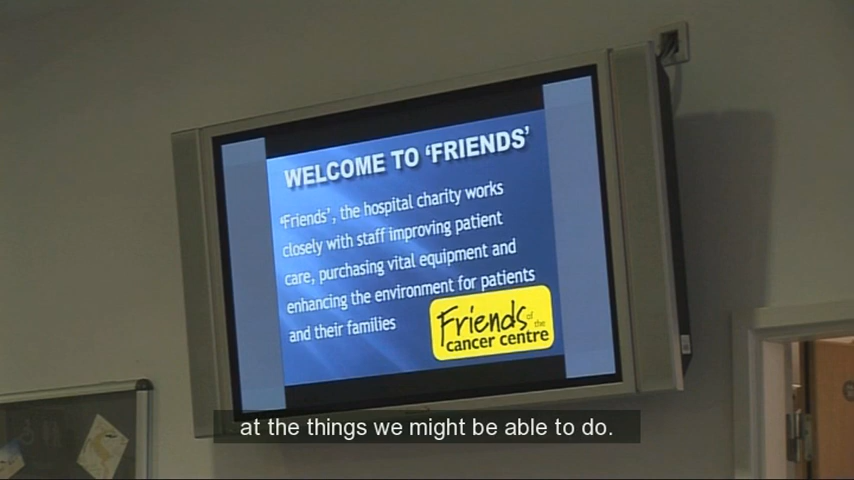 WELCOME TO 'FRIENDS'
'Friends', the hospital charity works
closely with staff improving patient
care, purchasing vital equipment and
enhancing the environment for patients
and their families
Friends of the
cancer centre
at the things we might be able to do.